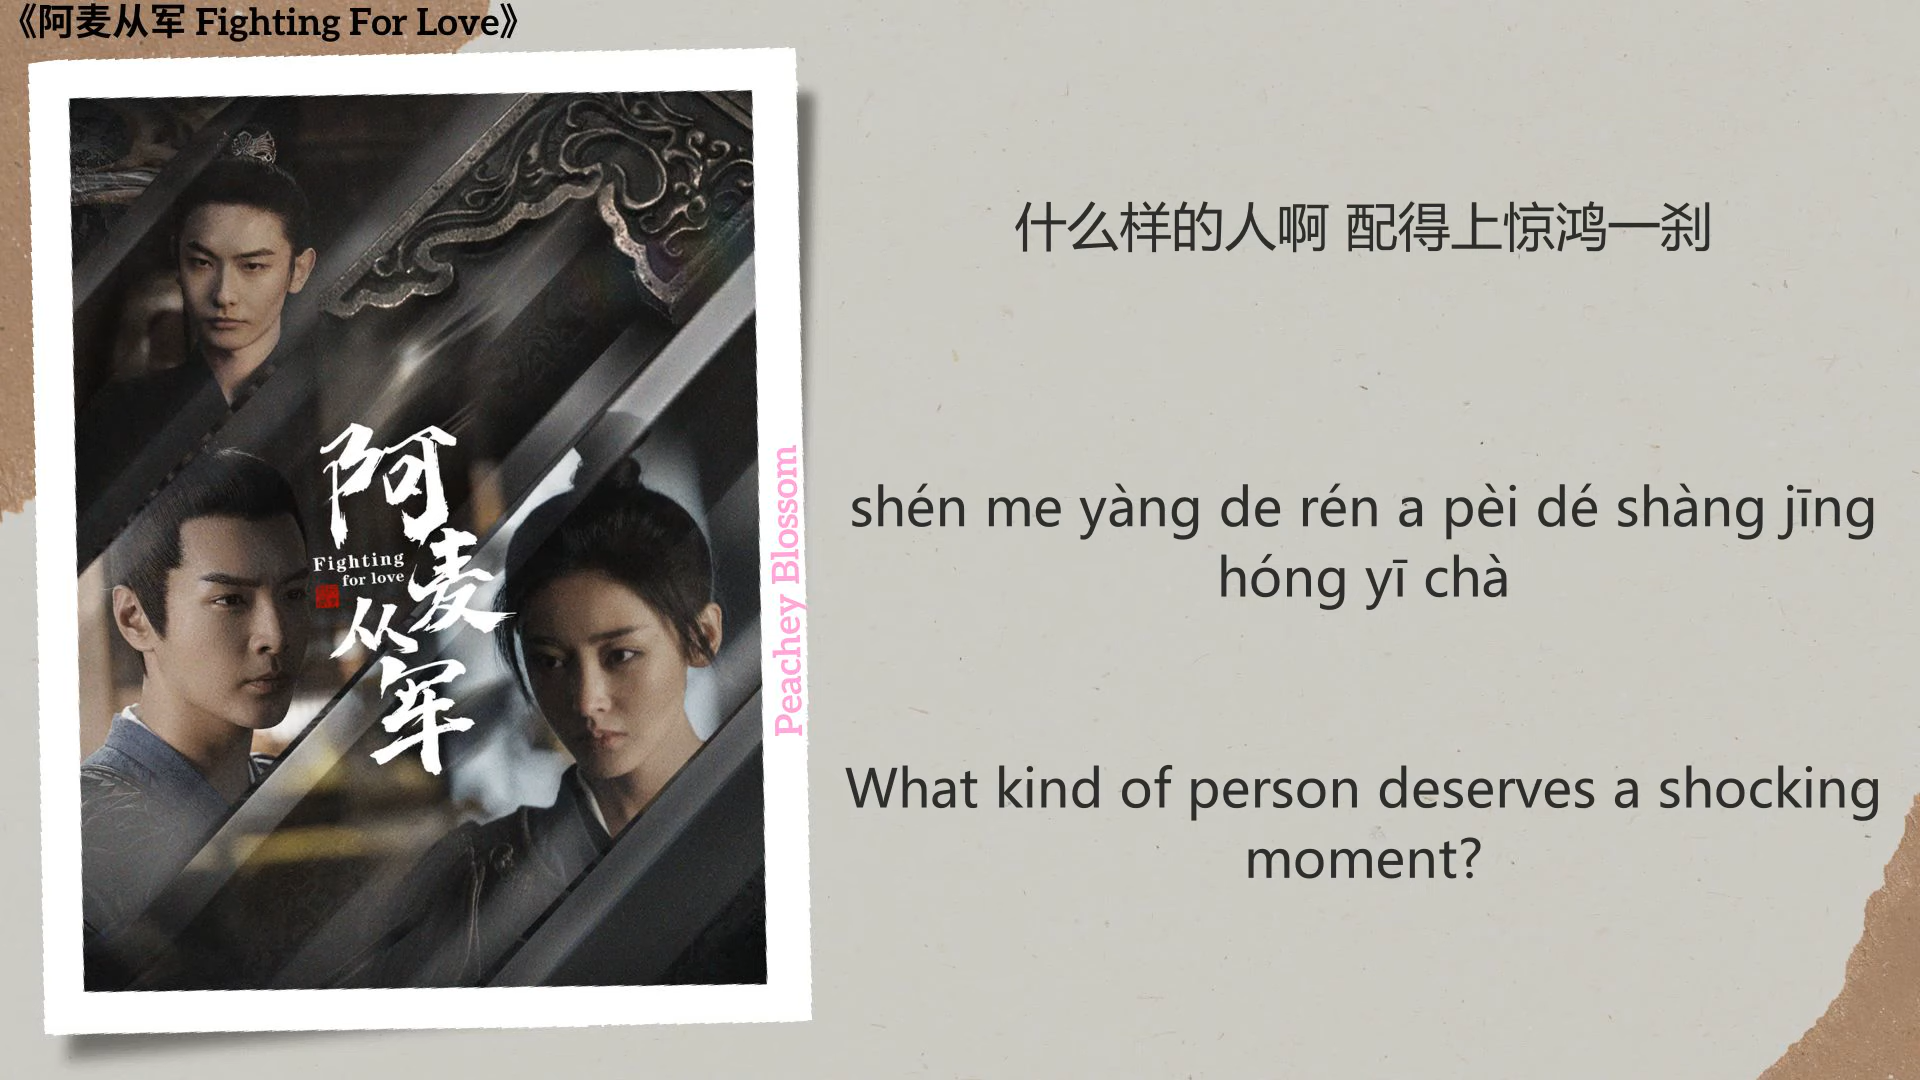 《阿麦从军 Fighting For Love》
阿麦从军
Fighting
for love
Peachey Blossom
什么样的人啊 配得上惊鸿一刹
shén me yàng de rén a pèi dé shàng jīng
hóng yī chà
What kind of person deserves a shocking
moment?